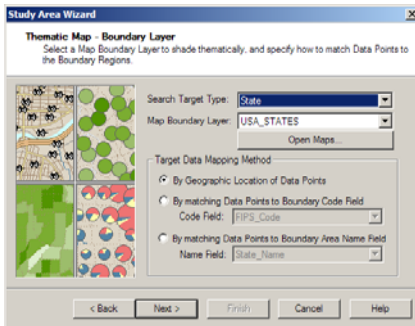 Study Area Wizard
Thematic Map - Boundary Layer
Select a Map Boundary Layer to shade thematically, and specify how to match Data Points to
the Boundary Regions.
Search Target Type: State
Map Boundary Layer: USA_STATES
Open Maps...
Target Data Mapping Method
By Geographic Location of Data Points
By matching Data Points to Boundary Code Field
Code Field: FIPS_Code
By matching Data Points to Boundary Area Name Field
Name Field: State_Name
< Back Next > Finish Cancel Help